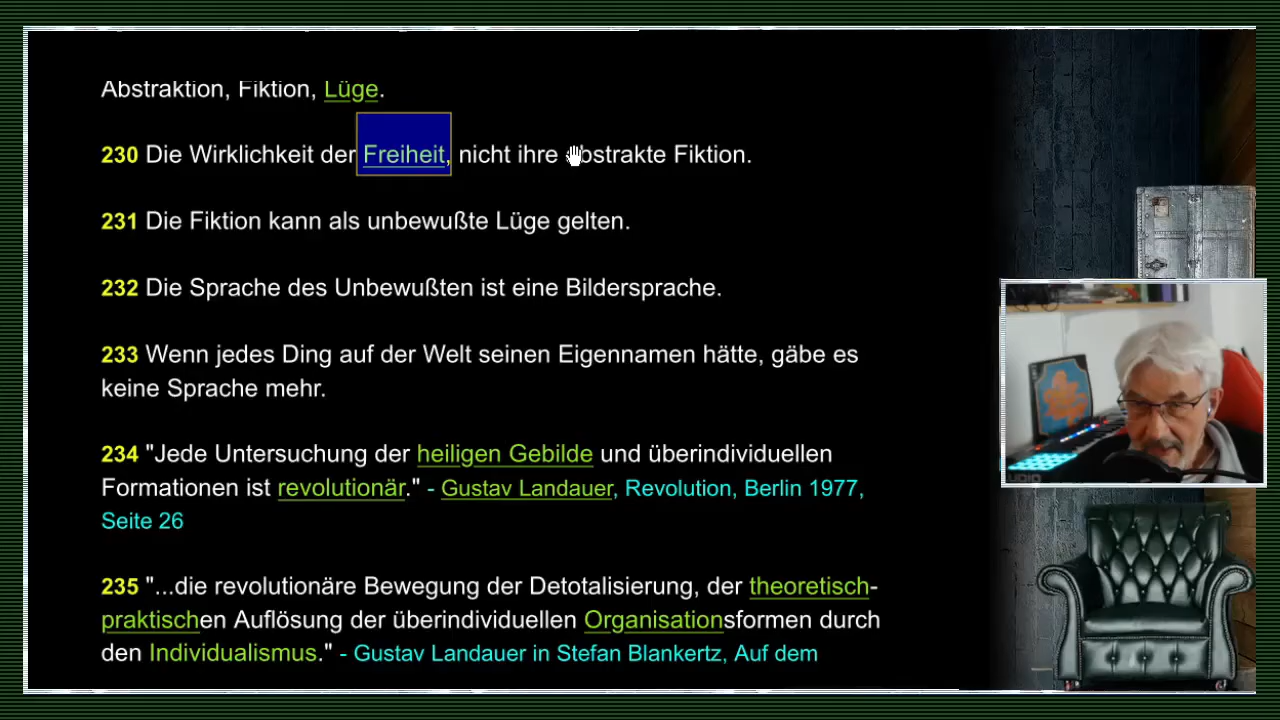 Abstraktion, Fiktion, Lüge.
230 Die Wirklichkeit der Freiheit, nicht ihre abstrakte Fiktion.
231 Die Fiktion kann als unbewußte Lüge gelten.
232 Die Sprache des Unbewußten ist eine Bildersprache.
233 Wenn jedes Ding auf der Welt seinen Eigennamen hätte, gäbe es
keine Sprache mehr.
234 "Jede Untersuchung der heiligen Gebilde und überindividuellen
Formationen ist revolutionär." - Gustav Landauer, Revolution, Berlin 1977,
Seite 26
235 "...die revolutionäre Bewegung der Detotalisierung, der theoretisch-
praktischen Auflösung der überindividuellen Organisationsformen durch
den Individualismus." - Gustav Landauer in Stefan Blankertz, Auf dem